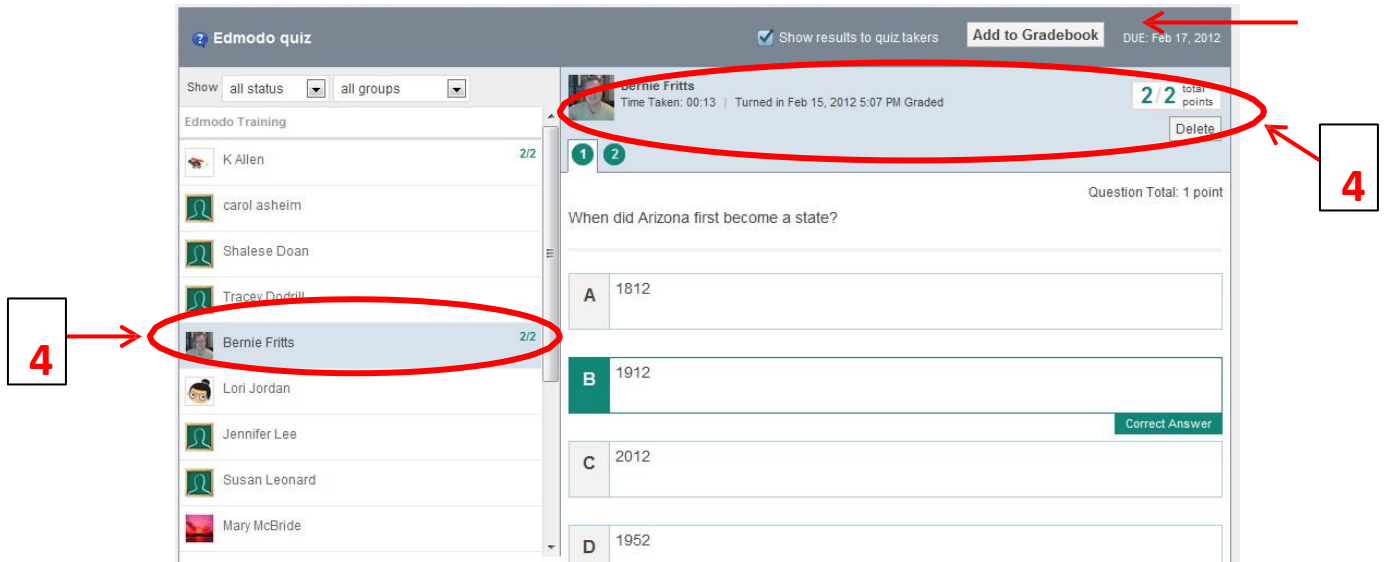 Edmodo quiz
Show results to quiz takers
Add to Gradebook
DUE: Feb 17, 2012
Show all status all groups
Edmodo Training
K Allen 2/2
carol asheim
Shalese Doan
Tracey Dodrill
Bernie Fritts 2/2
Lori Jordan
Jennifer Lee
Susan Leonard
Mary McBride
Bernie Fritts
Time Taken: 00:13 | Turned in Feb 15, 2012 5:07 PM Graded
2/2 total points
Delete
1 2
Question Total: 1 point
When did Arizona first become a state?
A 1812
B 1912
Correct Answer
C 2012
D 1952
4
4